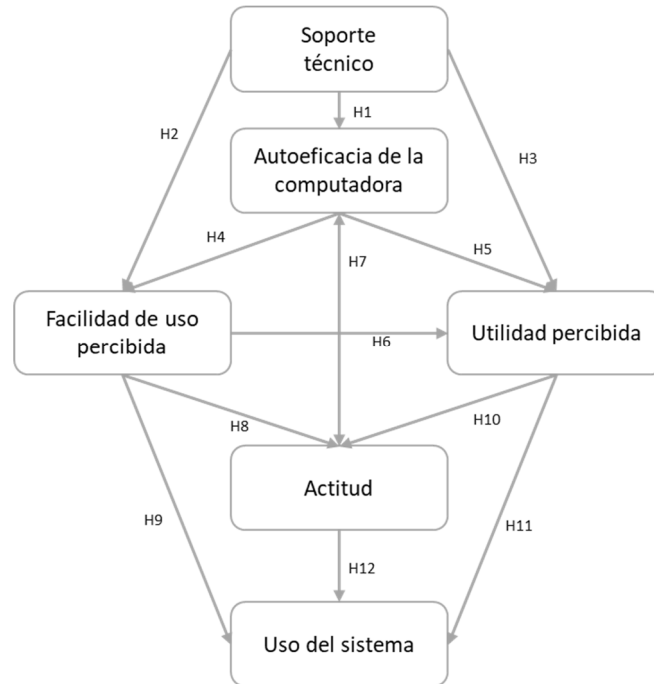 Soporte
técnico
H1
H2
Autoeficacia de la
computadora
H3
H4
H5
H7
Facilidad de uso
percibida
Utilidad percibida
H6
H8
H10
Actitud
H9
H11
H12
Uso del sistema